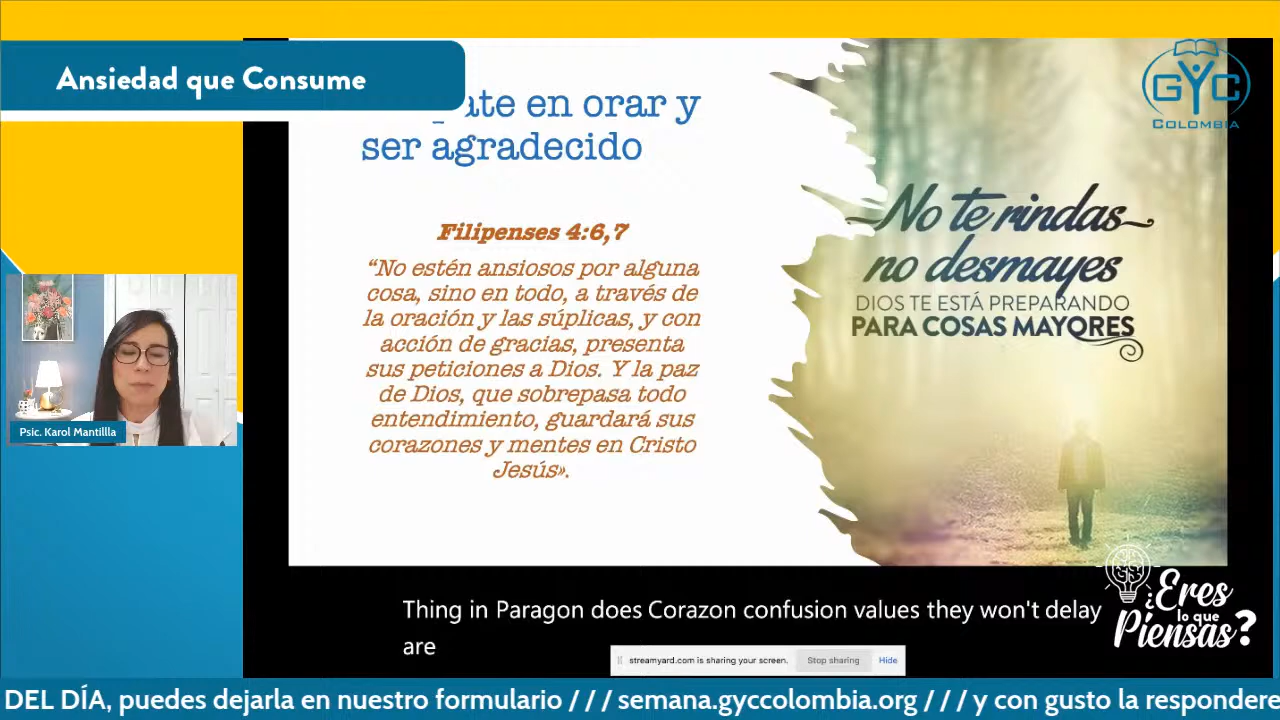 Ansiedad que Consume
en orar y
ser agradecido
Filipenses 4:6,7
“No estén ansiosos por alguna
cosa, sino en todo, a través de
la oración y las súplicas, y con
acción de gracias, presenta
sus peticiones a Dios. Y la paz
de Dios, que sobrepasa todo
entendimiento, guardará sus
corazones y mentes en Cristo
Jesús».
GYC
COLOMBIA
No te rindas
no desmayes
DIOS TE ESTÁ PREPARANDO
PARA COSAS MAYORES
Psic. Karol Mantillla
Thing in Paragon does Corazon confusion values they won't delay
are
streamyard.com is sharing your screen. Stop sharing Hide
¿Eres
lo que
Piensas?
DEL DÍA, puedes dejarla en nuestro formulario / / / semana.gyccolombia.org / / / y con gusto la respondere